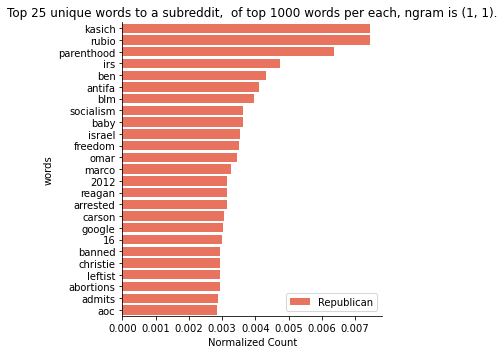 Top 25 unique words to a subreddit,  of top 1000 words per each, ngram is (1, 1).
kasich
rubio
parenthood
irs
ben
antifa
blm
socialism
baby
israel
freedom
omar
marco
2012
reagan
arrested
carson
google
16
banned
christie
leftist
abortions
admits
aoc
words
Republican
0.000 0.001 0.002 0.003 0.004 0.005 0.006 0.007
Normalized Count